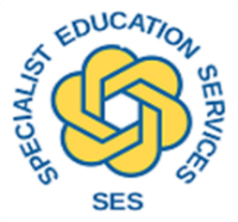 SPECIALIST EDUCATION SERVICES
SES